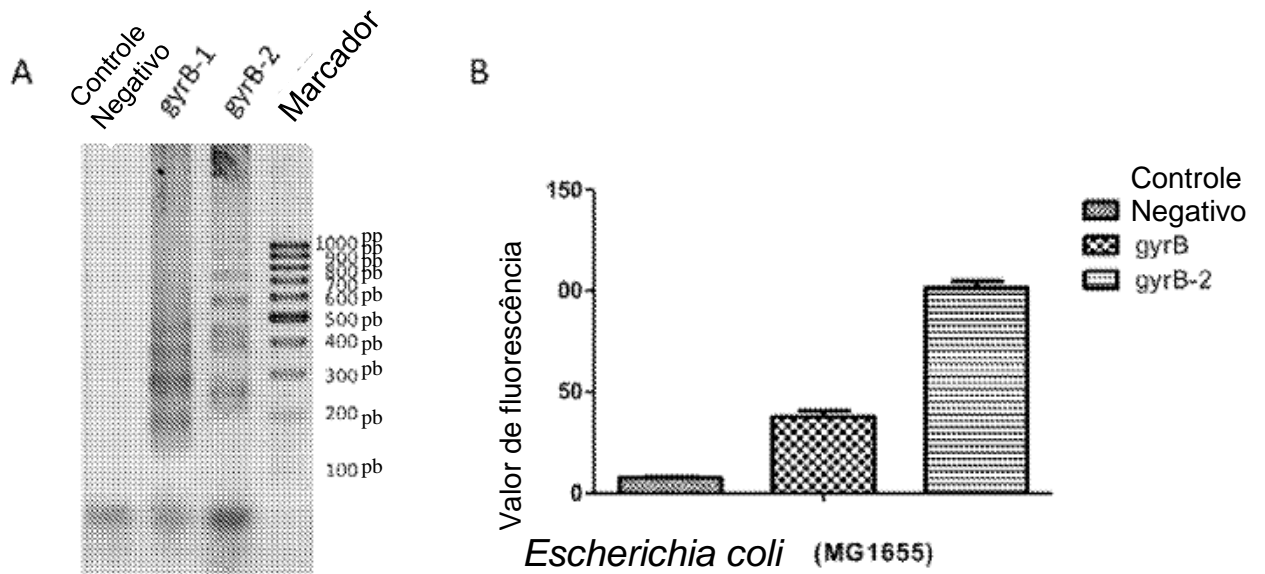 A
Controle
Negativo
gyrB-1
gyrB-2
Marcador
1000 pb
900 pb
800 pb
700 pb
600 pb
500 pb
400 pb
300 pb
200 pb
100 pb
B
Valor de fluorescência
150
00
50
0
Escherichia coli (MG1655)
Controle
Negativo
gyrB
gyrB-2